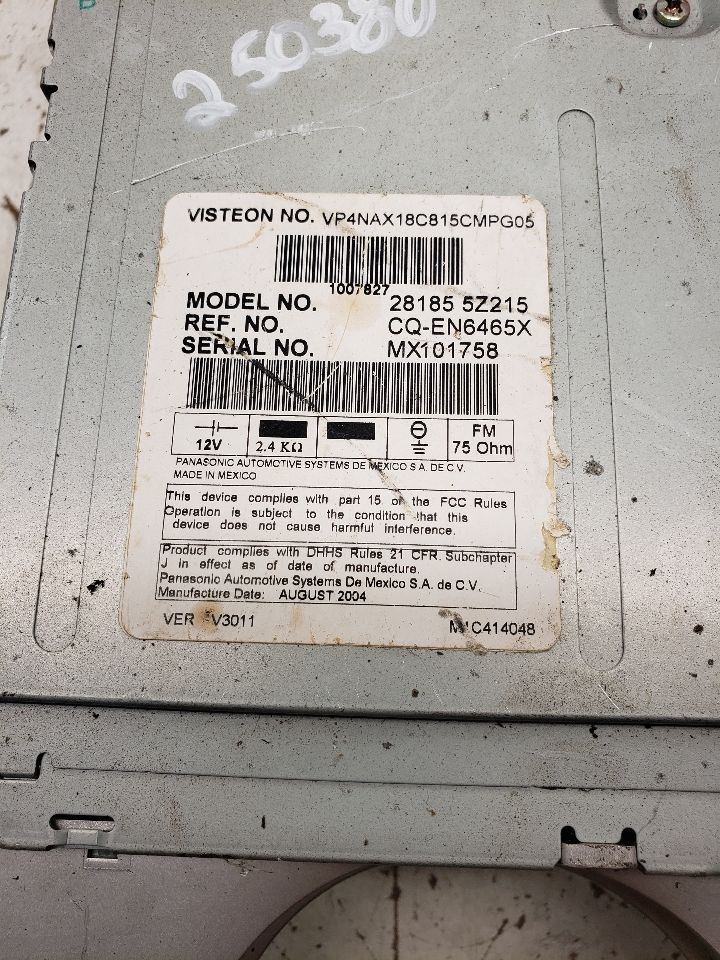 250380
VISTEON NO. VP4NAX18C815CMPG05
1007827
MODEL NO. 28185 5Z215
REF. NO. CQ-EN6465X
SERIAL NO. MX101758
12V 2.4 KΩ FM 75 Ohm
PANASONIC AUTOMOTIVE SYSTEMS DE MEXICO S.A. DE C.V.
MADE IN MEXICO
This device complies with part 15 of the FCC Rules
Operation is subject to the condition that this
device does not cause harmful interference.
Product complies with DHHS Rules 21 CFR. Subchapter
J in effect as of date of manufacture.
Panasonic Automotive Systems De Mexico S.A. de C.V.
Manufacture Date: AUGUST 2004
VER V3011